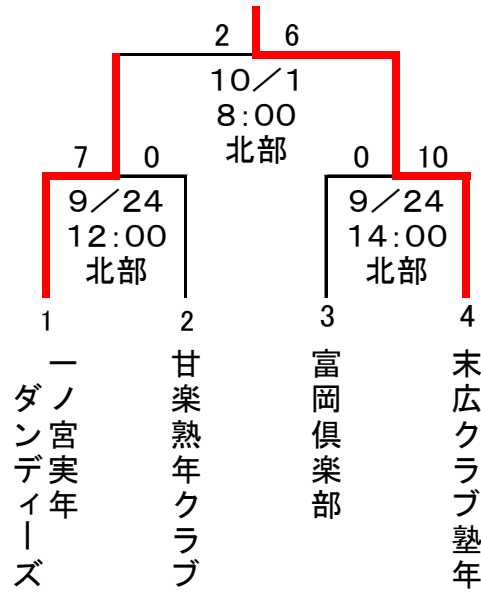 2 6
10／1
8:00
北部
7 0
9／24
12:00
北部
0 10
9／24
14:00
北部
1
2
3
4
一ノ宮実年
ダンディーズ
甘楽熟年クラブ
富岡倶楽部
末広クラブ塾年